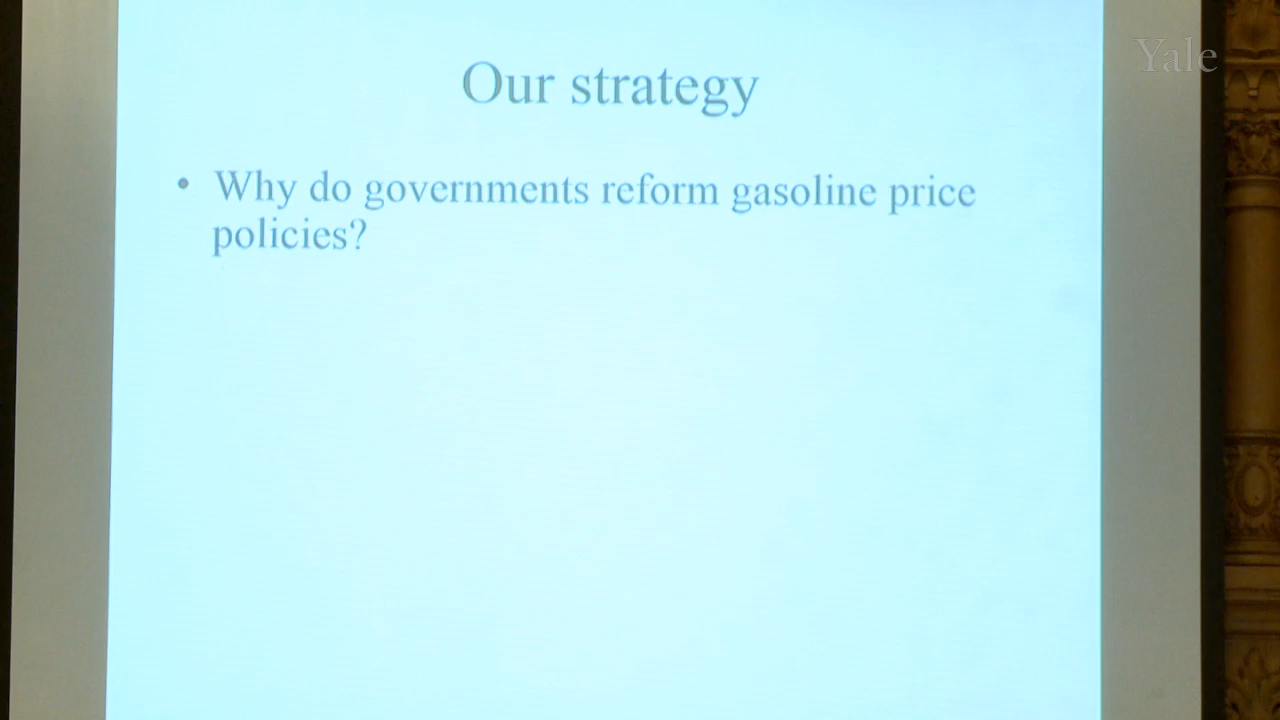 Yale
Our strategy
• Why do governments reform gasoline price
policies?